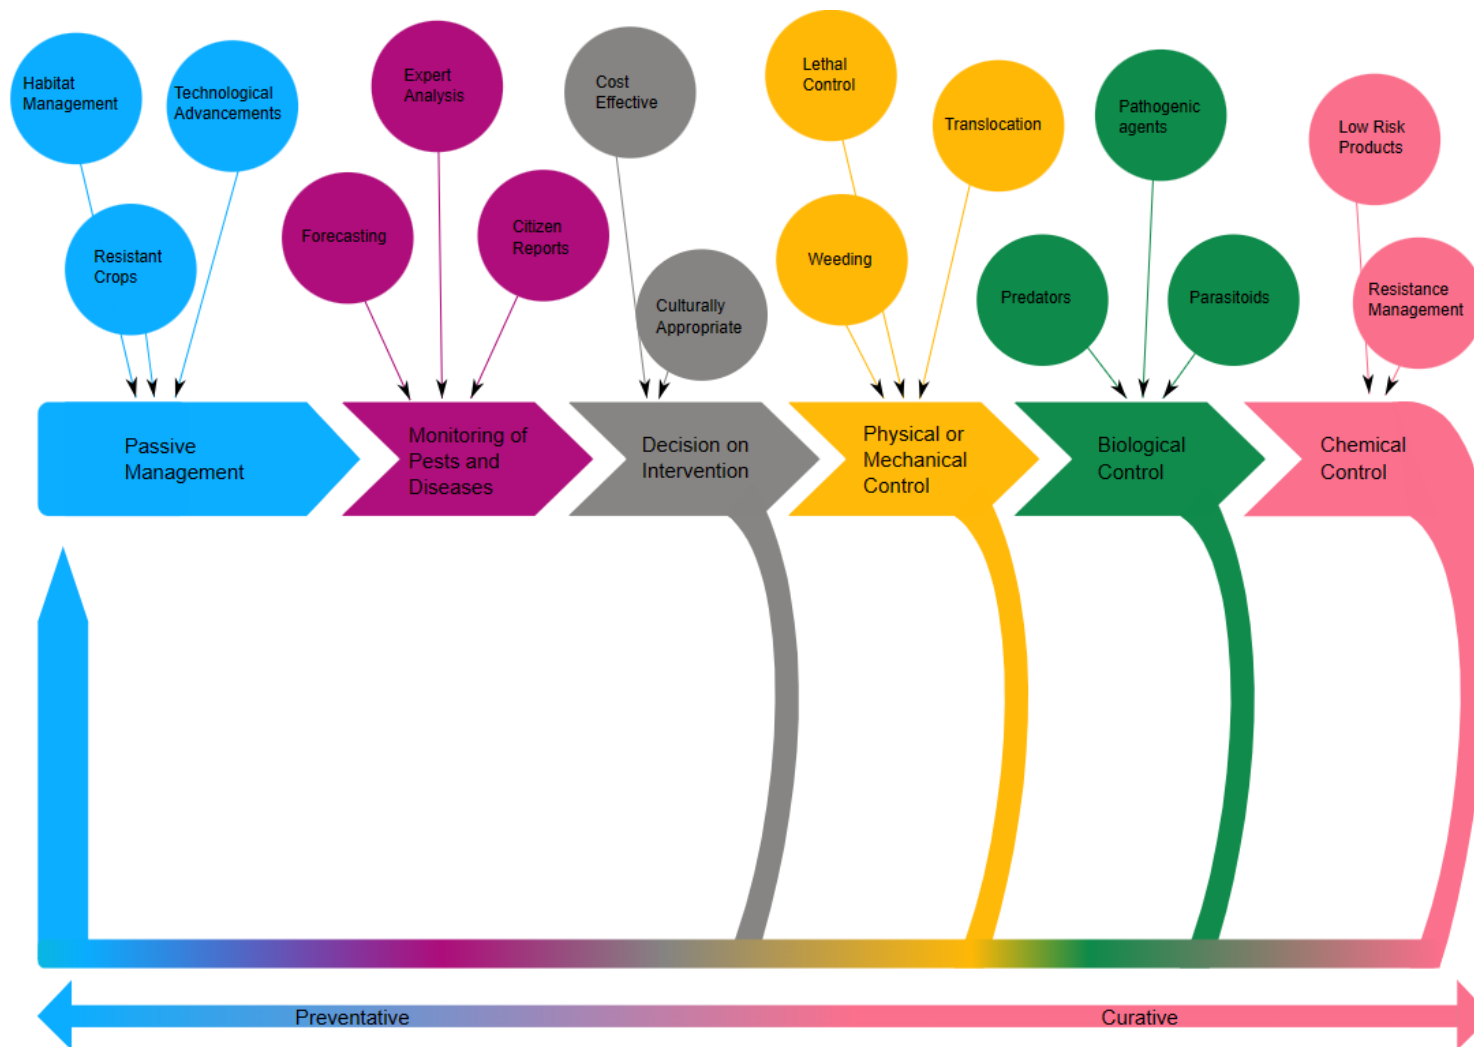 Habitat
Management
Technological
Advancements
Resistant
Crops
Expert
Analysis
Forecasting
Citizen
Reports
Cost
Effective
Culturally
Appropriate
Lethal
Control
Translocation
Weeding
Pathogenic
agents
Predators
Parasitoids
Low Risk
Products
Resistance
Management
Passive
Management
Monitoring of
Pests and
Diseases
Decision on
Intervention
Physical or
Mechanical
Control
Biological
Control
Chemical
Control
Preventative
Curative